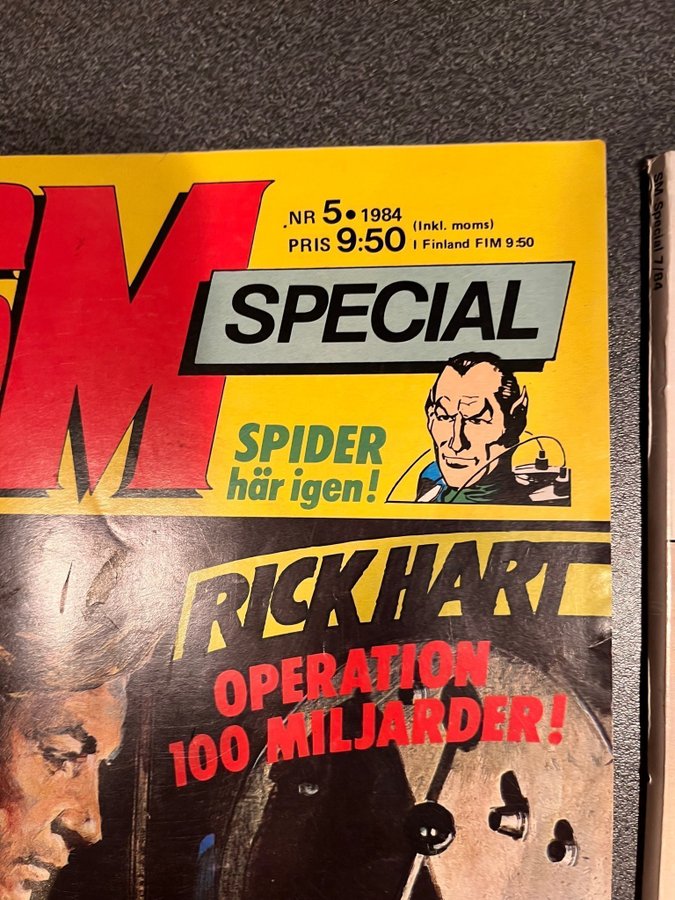 SM
SPECIAL
NR 5 • 1984
PRIS 9:50
(Inkl. moms)
I Finland FIM 9:50
SPIDER
här igen!
RICK HART
OPERATION
100 MILJARDER!
SM Special 7/84